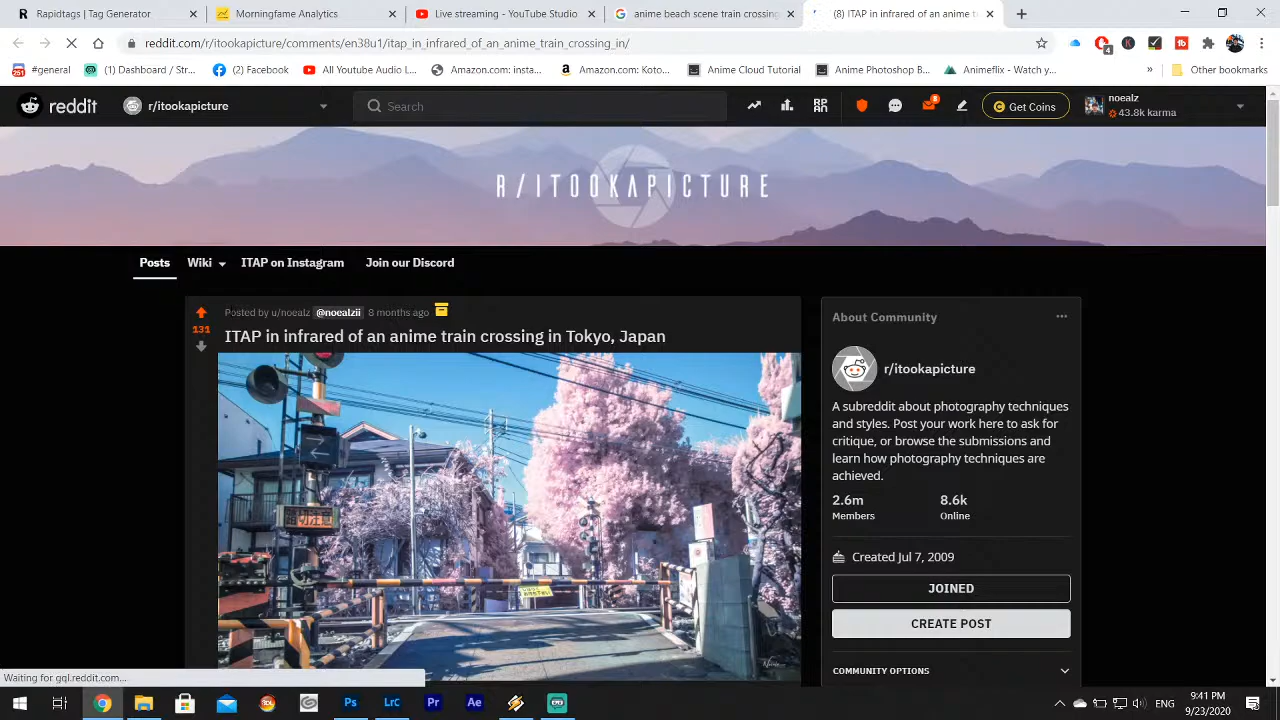 Rapidtags | Tag Generator
Morningfame Analytics
Live streaming - YouTube Studio
anime beach scene train crossing
(8) ITAP in infrared of an anime t
reddit.com/r/itookapicture/comments/en38u1/itap_in_infrared_of_an_anime_train_crossing_in/
4
251
#general
(1) Dashboard / Str...
(2) Facebook
All Youtube Audio L...
Amazon.com: insta...
Amazon.com: Koto...
Anime Cloud Tutorial
Anime Photoshop B...
Animeflix - Watch y...
»
Other bookmarks
reddit
r/itookapicture
Search
8
Get Coins
noealz
43.8k karma
R/ITOOKAPICTURE
Posts
Wiki
ITAP on Instagram
Join our Discord
131
Posted by u/noealz @noealzii 8 months ago
ITAP in infrared of an anime train crossing in Tokyo, Japan
About Community
r/itookapicture
A subreddit about photography techniques
and styles. Post your work here to ask for
critique, or browse the submissions and
learn how photography techniques are
achieved.
2.6m
8.6k
Members
Online
Created Jul 7, 2009
JOINED
CREATE POST
COMMUNITY OPTIONS
Waiting for gql.reddit.com...
Ps
Lrc
Pr
Ae
ENG
9:41 PM
9/23/2020